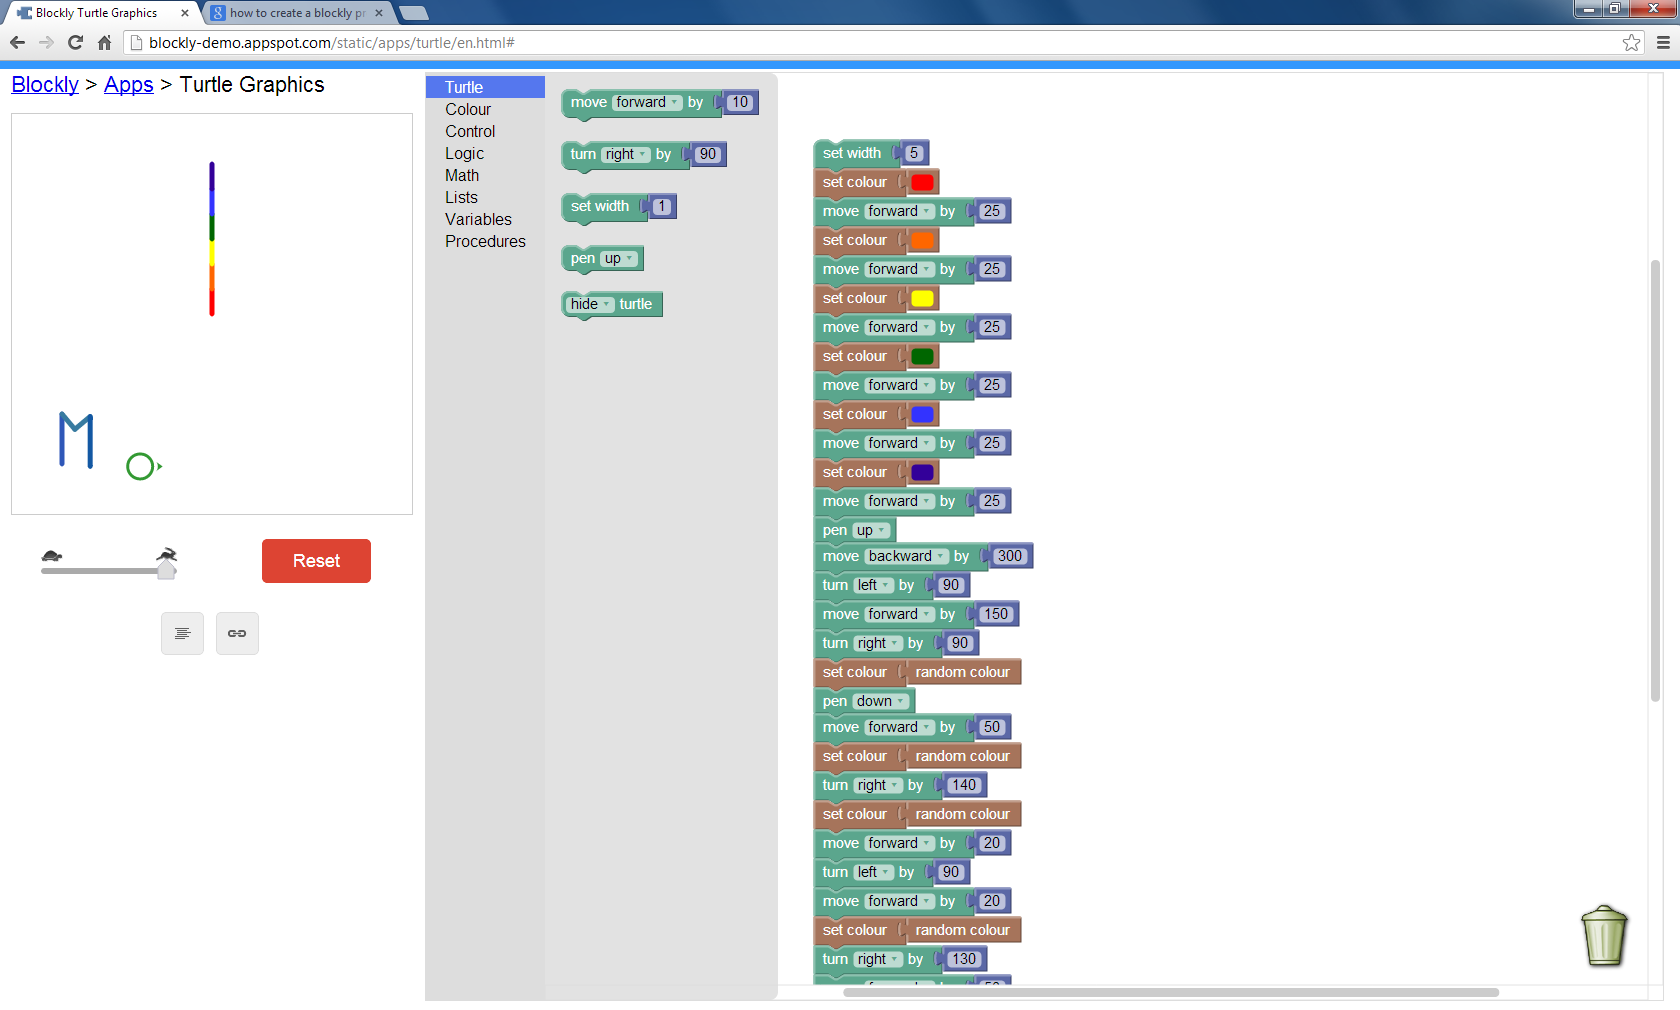 Blockly Turtle Graphics
how to create a blockly pr
blockly-demo.appspot.com/static/apps/turtle/en.html#
Blockly > Apps > Turtle Graphics
M
Reset
Turtle
Colour
Control
Logic
Math
Lists
Variables
Procedures
move forward by 10
turn right by 90
set width 1
pen up
hide turtle
set width 5
set colour
move forward by 25
set colour
move forward by 25
set colour
move forward by 25
set colour
move forward by 25
set colour
move forward by 25
set colour
move forward by 25
pen up
move backward by 300
turn left by 90
move forward by 150
turn right by 90
set colour random colour
pen down
move forward by 50
set colour random colour
turn right by 140
set colour random colour
move forward by 20
turn left by 90
move forward by 20
set colour random colour
turn right by 130